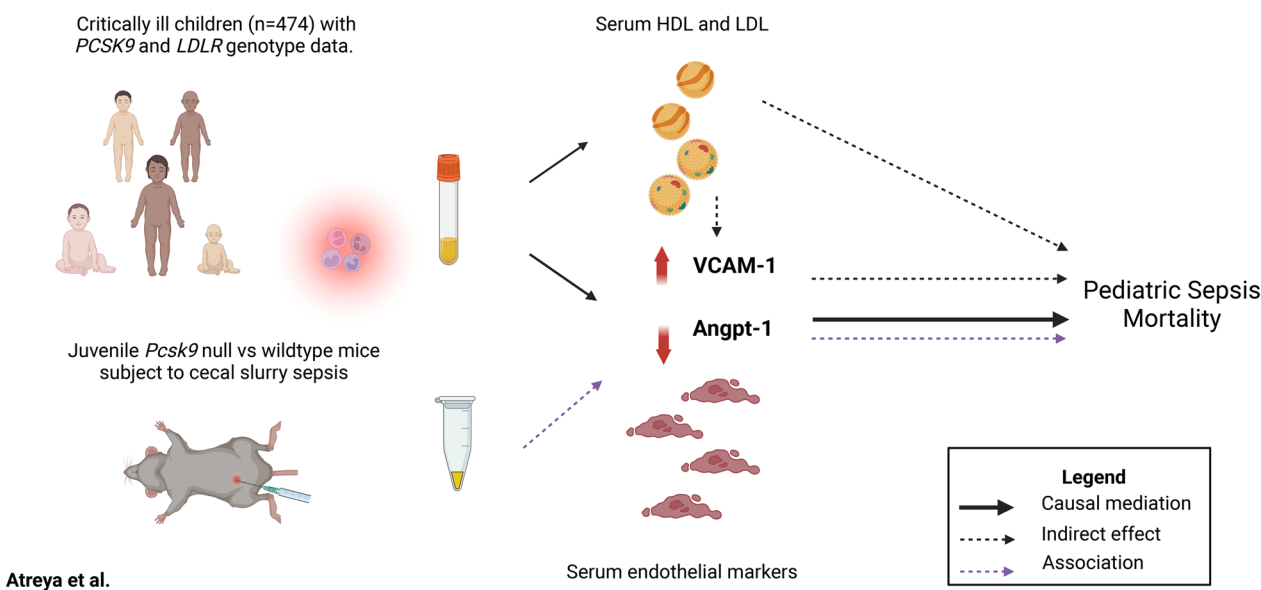 Critically ill children (n=474) with
PCSK9 and LDLR genotype data.
Serum HDL and LDL
VCAM-1
Angpt-1
Pediatric Sepsis
Mortality
Juvenile Pcsk9 null vs wildtype mice
subject to cecal slurry sepsis
Serum endothelial markers
Legend
Causal mediation
Indirect effect
Association
Atreya et al.